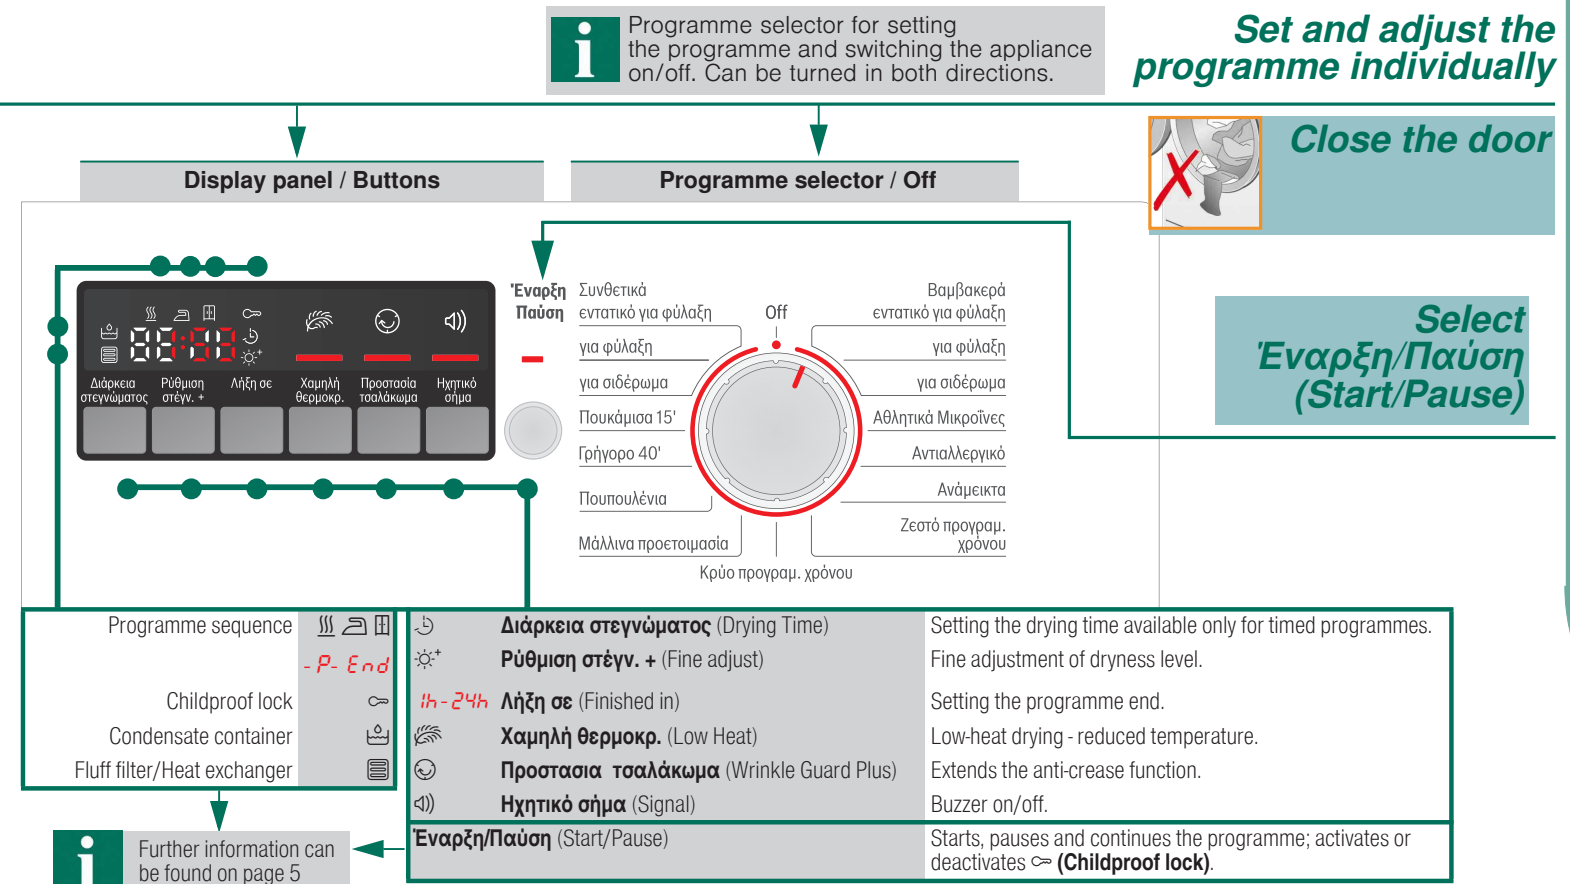 Programme selector for setting
the programme and switching the appliance
on/off. Can be turned in both directions.
Set and adjust the
programme individually
Close the door
Display panel / Buttons
Programme selector / Off
Έναρξη
Παύση
Συνθετικά
εντατικό για φύλαξη
για φύλαξη
για σιδέρωμα
Πουκάμισα 15'
Γρήγορο 40'
Πουπουλένια
Μάλλινα προετοιμασία
Off
Βαμβακερά
εντατικό για φύλαξη
για φύλαξη
για σιδέρωμα
Αθλητικά Μικροΐνες
Αντιαλλεργικό
Ανάμεικτα
Ζεστό προγραμ.
χρόνου
Κρύο προγραμ. χρόνου
88:88
Διάρκεια
στεγνώματος
Ρύθμιση
στέγν. +
Λήξη σε
Χαμηλή
θερμοκρ.
Προστασία
τσαλάκωμα
Ηχητικό
σήμα
Select
Έναρξη/Παύση
(Start/Pause)
Programme sequence
-P- End
Childproof lock
Condensate container
Fluff filter/Heat exchanger
Διάρκεια στεγνώματος (Drying Time) Setting the drying time available only for timed programmes.
Ρύθμιση στέγν. + (Fine adjust) Fine adjustment of dryness level.
1h-24h Λήξη σε (Finished in) Setting the programme end.
Χαμηλή θερμοκρ. (Low Heat) Low-heat drying - reduced temperature.
Προστασια τσαλάκωμα (Wrinkle Guard Plus) Extends the anti-crease function.
Ηχητικό σήμα (Signal) Buzzer on/off.
Έναρξη/Παύση (Start/Pause) Starts, pauses and continues the programme; activates or
deactivates (Childproof lock).
Further information can
be found on page 5